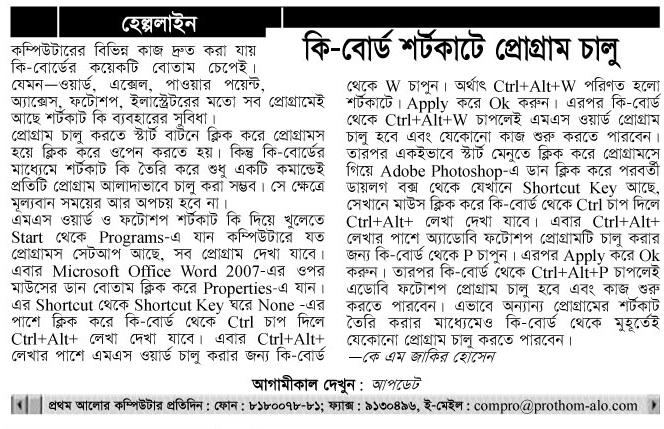 হেল্পলাইন
কি-বোর্ড শর্টকাটে প্রোগ্রাম চালু
কম্পিউটারের বিভিন্ন কাজ দ্রুত করা যায়
কি-বোর্ডের কয়েকটি বোতাম চেপেই।
যেমন—ওয়ার্ড, এক্সেল, পাওয়ার পয়েন্ট,
অ্যাক্সেস, ফটোশপ, ইলাস্ট্রেটরের মতো সব প্রোগ্রামেই
আছে শর্টকাট কি ব্যবহারের সুবিধা।
প্রোগ্রাম চালু করতে স্টার্ট বাটনে ক্লিক করে প্রোগ্রামস
হয়ে ক্লিক করে ওপেন করতে হয়। কিন্তু কি-বোর্ডের
মাধ্যমে শর্টকাট কি তৈরি করে শুধু একটি কমান্ডেই
প্রতিটি প্রোগ্রাম আলাদাভাবে চালু করা সম্ভব। সে ক্ষেত্রে
মূল্যবান সময়ের আর অপচয় হবে না।
এমএস ওয়ার্ড ও ফটোশপ শর্টকাট কি দিয়ে খুলেতে
Start থেকে Programs-এ যান কম্পিউটারে যত
প্রোগ্রামস সেটআপ আছে, সব প্রোগ্রাম দেখা যাবে।
এবার Microsoft Office Word 2007-এর ওপর
মাউসের ডান বোতাম ক্লিক করে Properties-এ যান।
এর Shortcut থেকে Shortcut Key ঘরে None -এর
পাশে ক্লিক করে কি-বোর্ড থেকে Ctrl চাপ দিলে
Ctrl+Alt+ লেখা দেখা যাবে। এবার Ctrl+Alt+
লেখার পাশে এমএস ওয়ার্ড চালু করার জন্য কি-বোর্ড
থেকে W চাপুন। অর্থাৎ Ctrl+Alt+W পরিণত হলো
শর্টকাটে। Apply করে Ok করুন। এরপর কি-বোর্ড
থেকে Ctrl+Alt+W চাপলেই এমএস ওয়ার্ড প্রোগ্রাম
চালু হবে এবং যেকোনো কাজ শুরু করতে পারবেন।
তারপর একইভাবে স্টার্ট মেনুতে ক্লিক করে প্রোগ্রামসে
গিয়ে Adobe Photoshop-এ ডান ক্লিক করে পরবর্তী
ডায়লগ বক্স থেকে যেখানে Shortcut Key আছে,
সেখানে মাউস ক্লিক করে কি-বোর্ড থেকে Ctrl চাপ দিলে
Ctrl+Alt+ লেখা দেখা যাবে। এবার Ctrl+Alt+
লেখার পাশে অ্যাডোবি ফটোশপ প্রোগ্রামটি চালু করার
জন্য কি-বোর্ড থেকে P চাপুন। এরপর Apply করে Ok
করুন। তারপর কি-বোর্ড থেকে Ctrl+Alt+P চাপলেই
এডোবি ফটোশপ প্রোগ্রাম চালু হবে এবং কাজ শুরু
করতে পারবেন। এভাবে অন্যান্য প্রোগ্রামের শর্টকাট
তৈরি করার মাধ্যমেও কি-বোর্ড থেকে মুহূর্তেই
যেকোনো প্রোগ্রাম চালু করতে পারবেন।
—কে এম জাকির হোসেন
আগামীকাল দেখুন : আপডেট
প্রথম আলোর কম্পিউটার প্রতিদিন : ফোন : ৮১৮০০৭৮-৮১; ফ্যাক্স : ৯১৩০৪৯৬, ই-মেইল : compro@prothom-alo.com